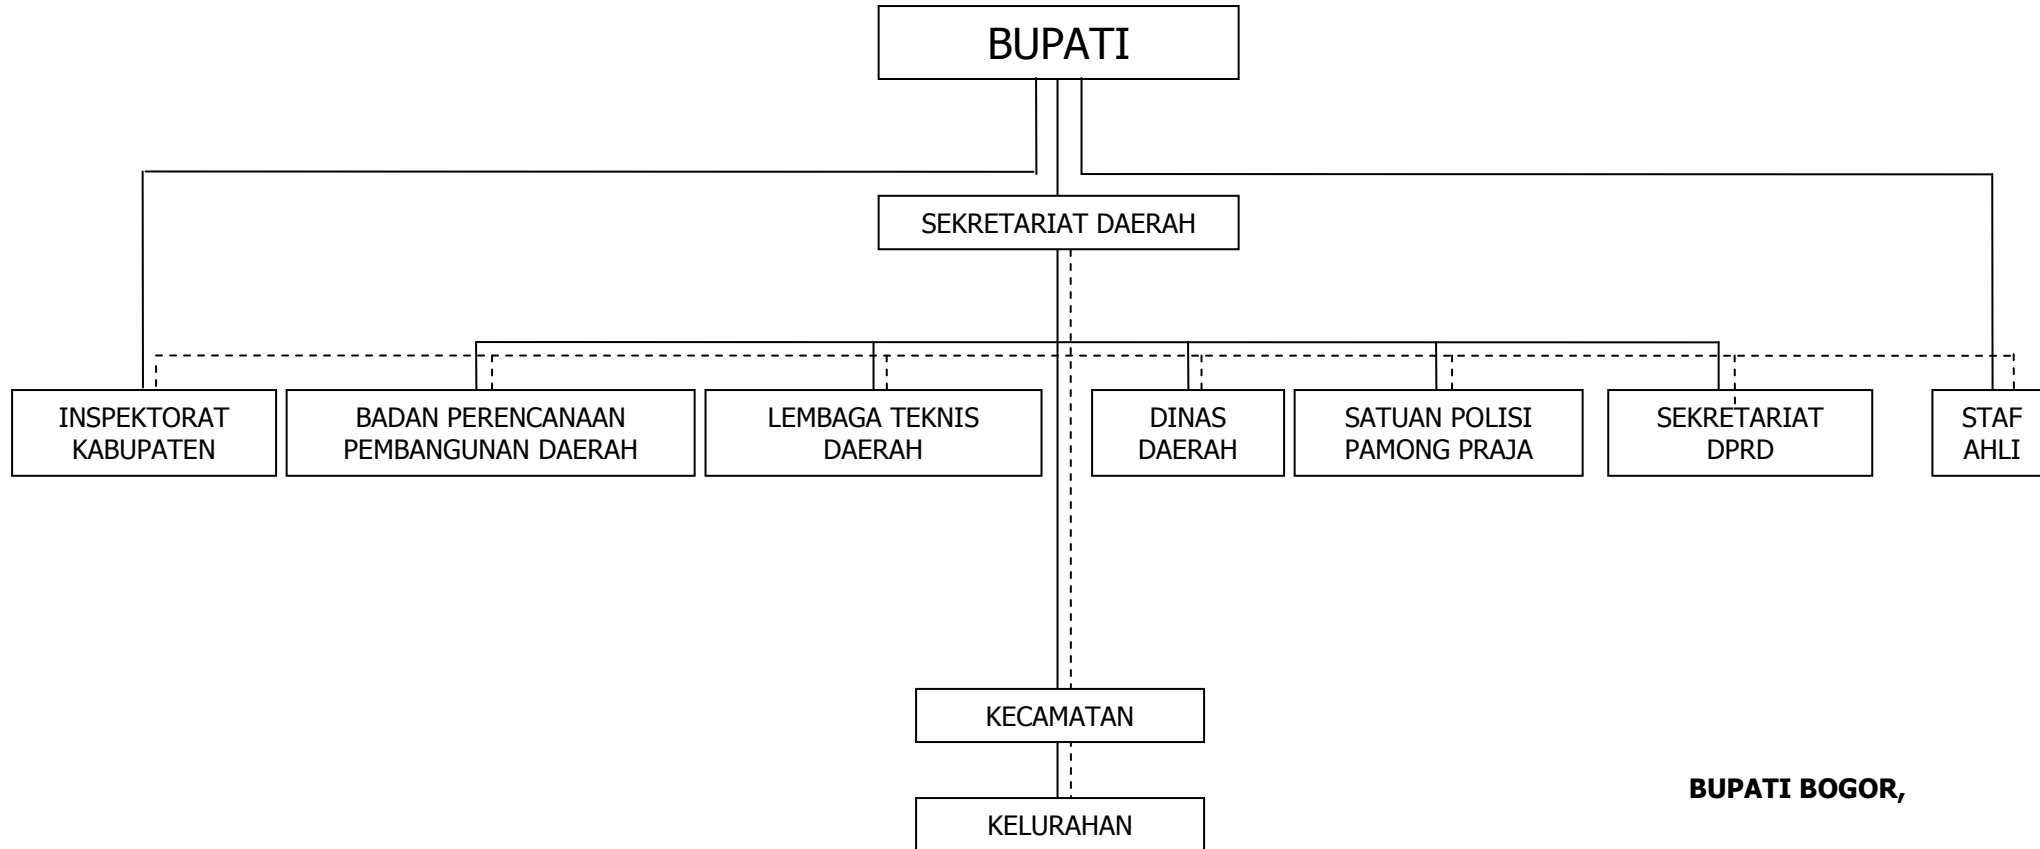 BUPATI
SEKRETARIAT DAERAH
INSPEKTORAT
KABUPATEN
BADAN PERENCANAAN
PEMBANGUNAN DAERAH
LEMBAGA TEKNIS
DAERAH
DINAS
DAERAH
SATUAN POLISI
PAMONG PRAJA
SEKRETARIAT
DPRD
STAF
AHLI
KECAMATAN
BUPATI BOGOR,
KELURAHAN